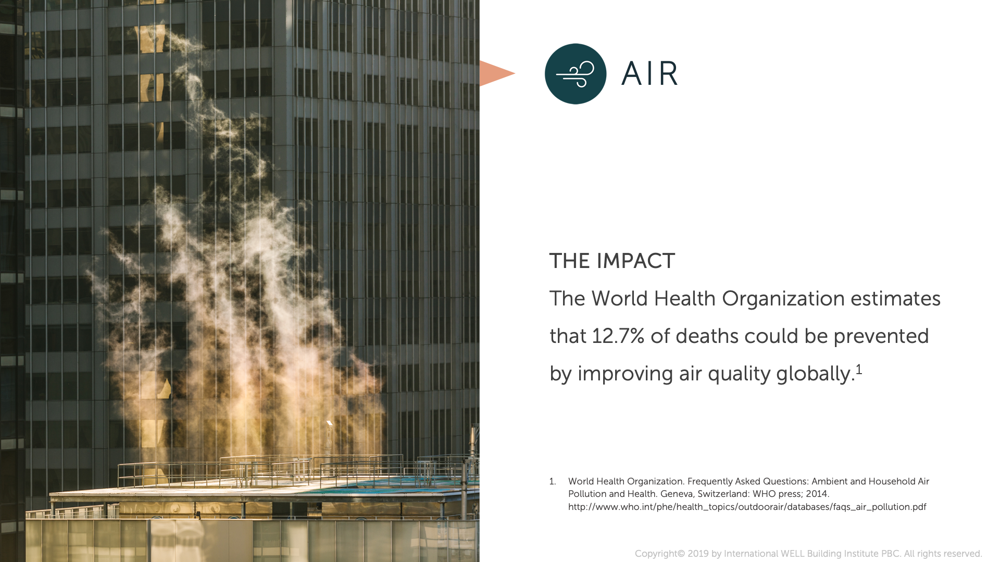 AIR
THE IMPACT
The World Health Organization estimates
that 12.7% of deaths could be prevented
by improving air quality globally.1
1. World Health Organization. Frequently Asked Questions: Ambient and Household Air
Pollution and Health. Geneva, Switzerland: WHO press; 2014.
http://www.who.int/phe/health_topics/outdoorair/databases/faqs_air_pollution.pdf
Copyright© 2019 by International WELL Building Institute PBC. All rights reserved.